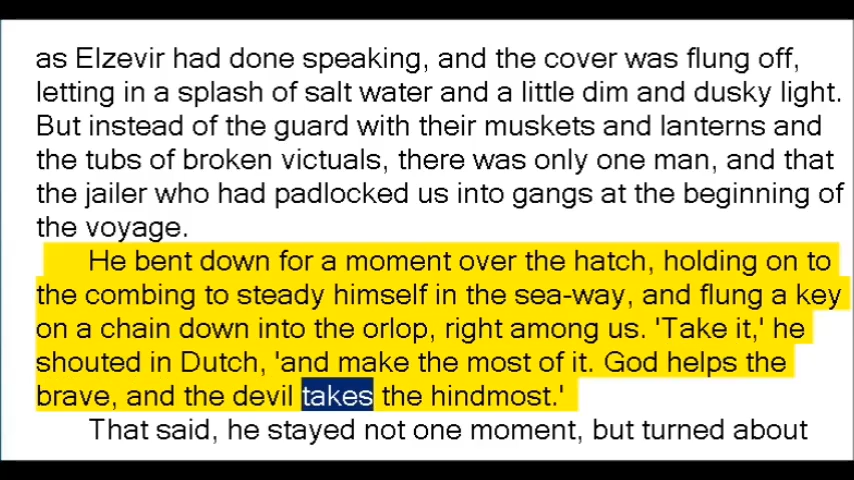 as Elzevir had done speaking, and the cover was flung off,
letting in a splash of salt water and a little dim and dusky light.
But instead of the guard with their muskets and lanterns and
the tubs of broken victuals, there was only one man, and that
the jailer who had padlocked us into gangs at the beginning of
the voyage.
He bent down for a moment over the hatch, holding on to
the combing to steady himself in the sea-way, and flung a key
on a chain down into the orlop, right among us. 'Take it,' he
shouted in Dutch, 'and make the most of it. God helps the
brave, and the devil takes the hindmost.'
That said, he stayed not one moment, but turned about